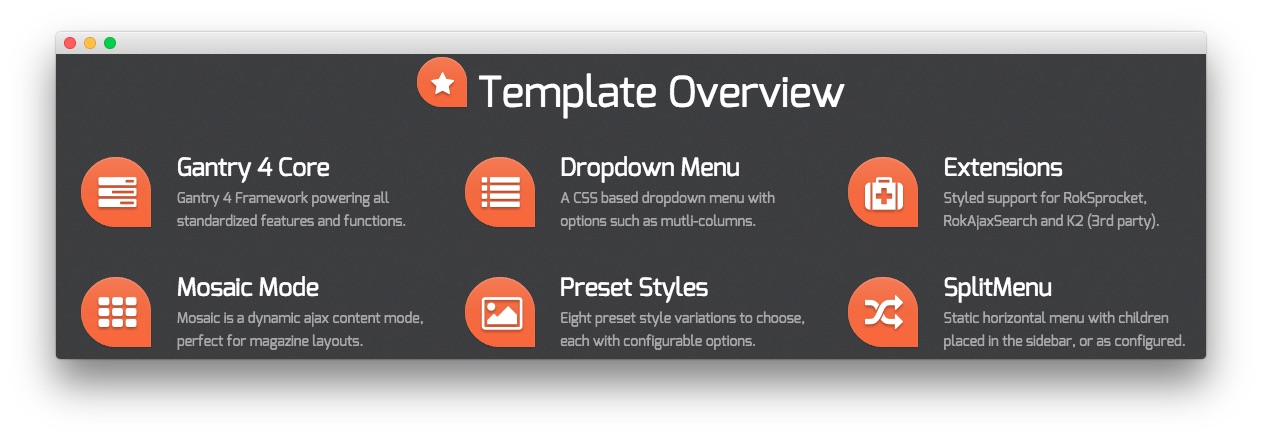 Template Overview
Gantry 4 Core
Gantry 4 Framework powering all
standardized features and functions.
Dropdown Menu
A CSS based dropdown menu with
options such as mutli-columns.
Extensions
Styled support for RokSprocket,
RokAjaxSearch and K2 (3rd party).
Mosaic Mode
Mosaic is a dynamic ajax content mode,
perfect for magazine layouts.
Preset Styles
Eight preset style variations to choose,
each with configurable options.
SplitMenu
Static horizontal menu with children
placed in the sidebar, or as configured.